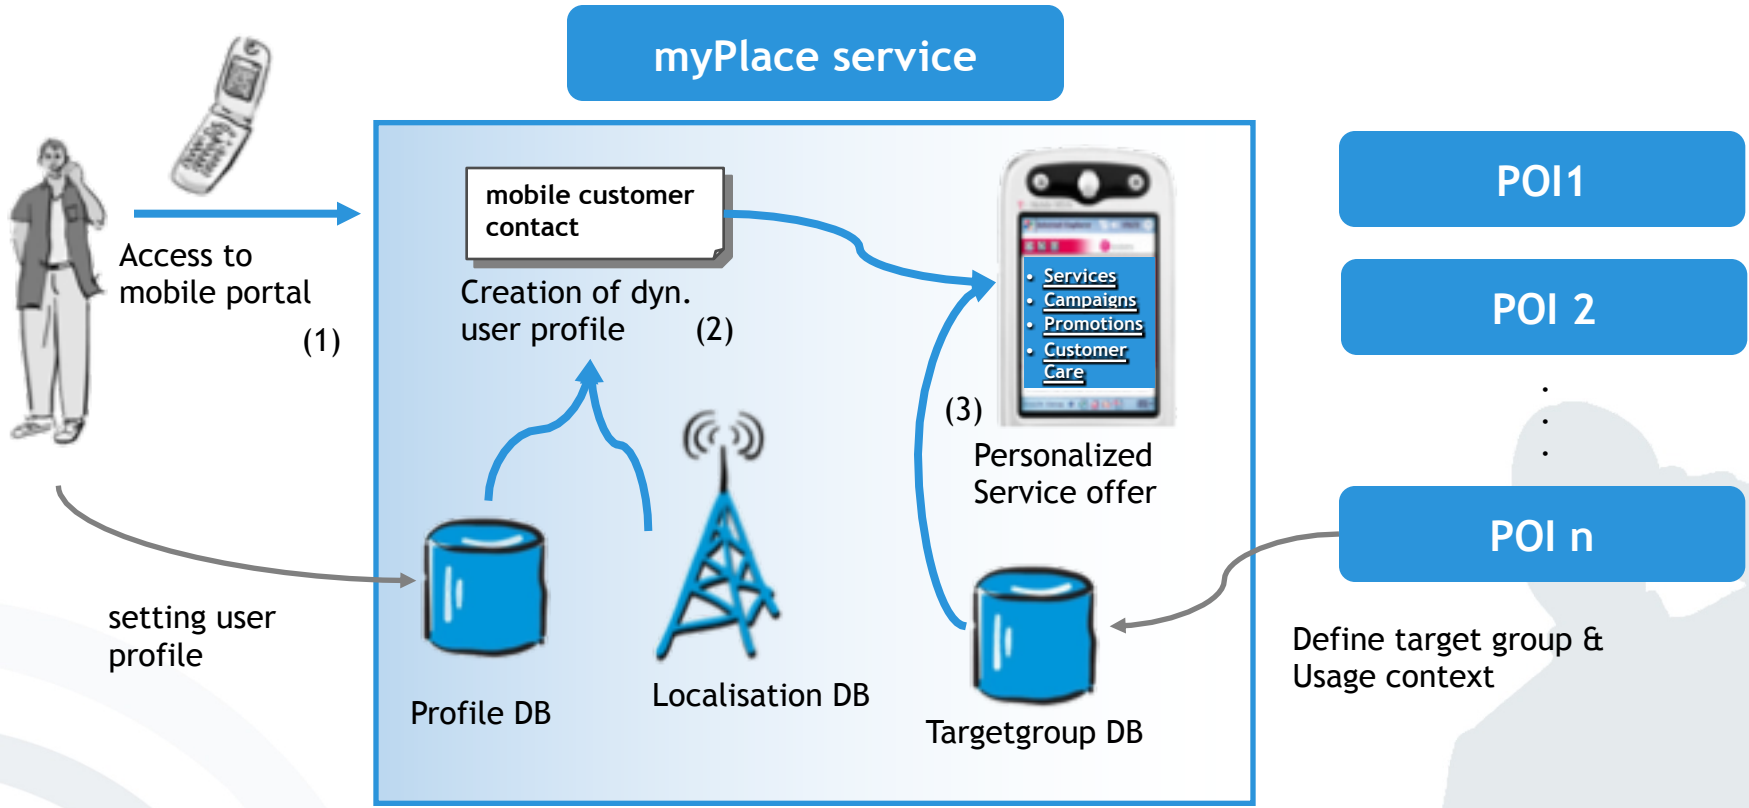 myPlace service
POI1
mobile customer
contact
Access to
mobile portal
(1)
Creation of dyn.
user profile
(2)
• Services
• Campaigns
• Promotions
• Customer
Care
POI 2
.
.
.
(3)
Personalized
Service offer
POI n
setting user
profile
Define target group &
Usage context
Profile DB
Localisation DB
Targetgroup DB